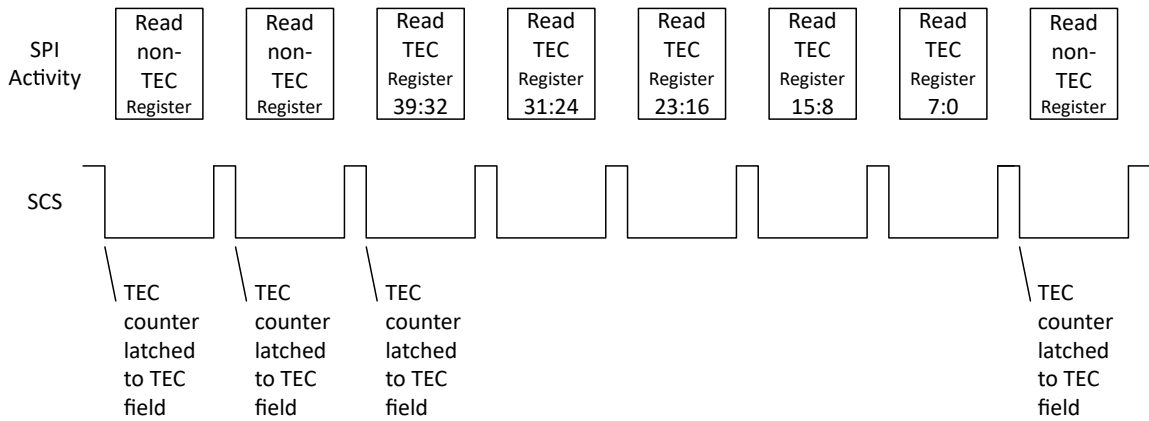 SPI
Activity
Read
non-
TEC
Register
Read
non-
TEC
Register
Read
TEC
Register
39:32
Read
TEC
Register
31:24
Read
TEC
Register
23:16
Read
TEC
Register
15:8
Read
TEC
Register
7:0
Read
non-
TEC
Register
SCS
TEC
counter
latched
to TEC
field
TEC
counter
latched
to TEC
field
TEC
counter
latched
to TEC
field
TEC
counter
latched
to TEC
field